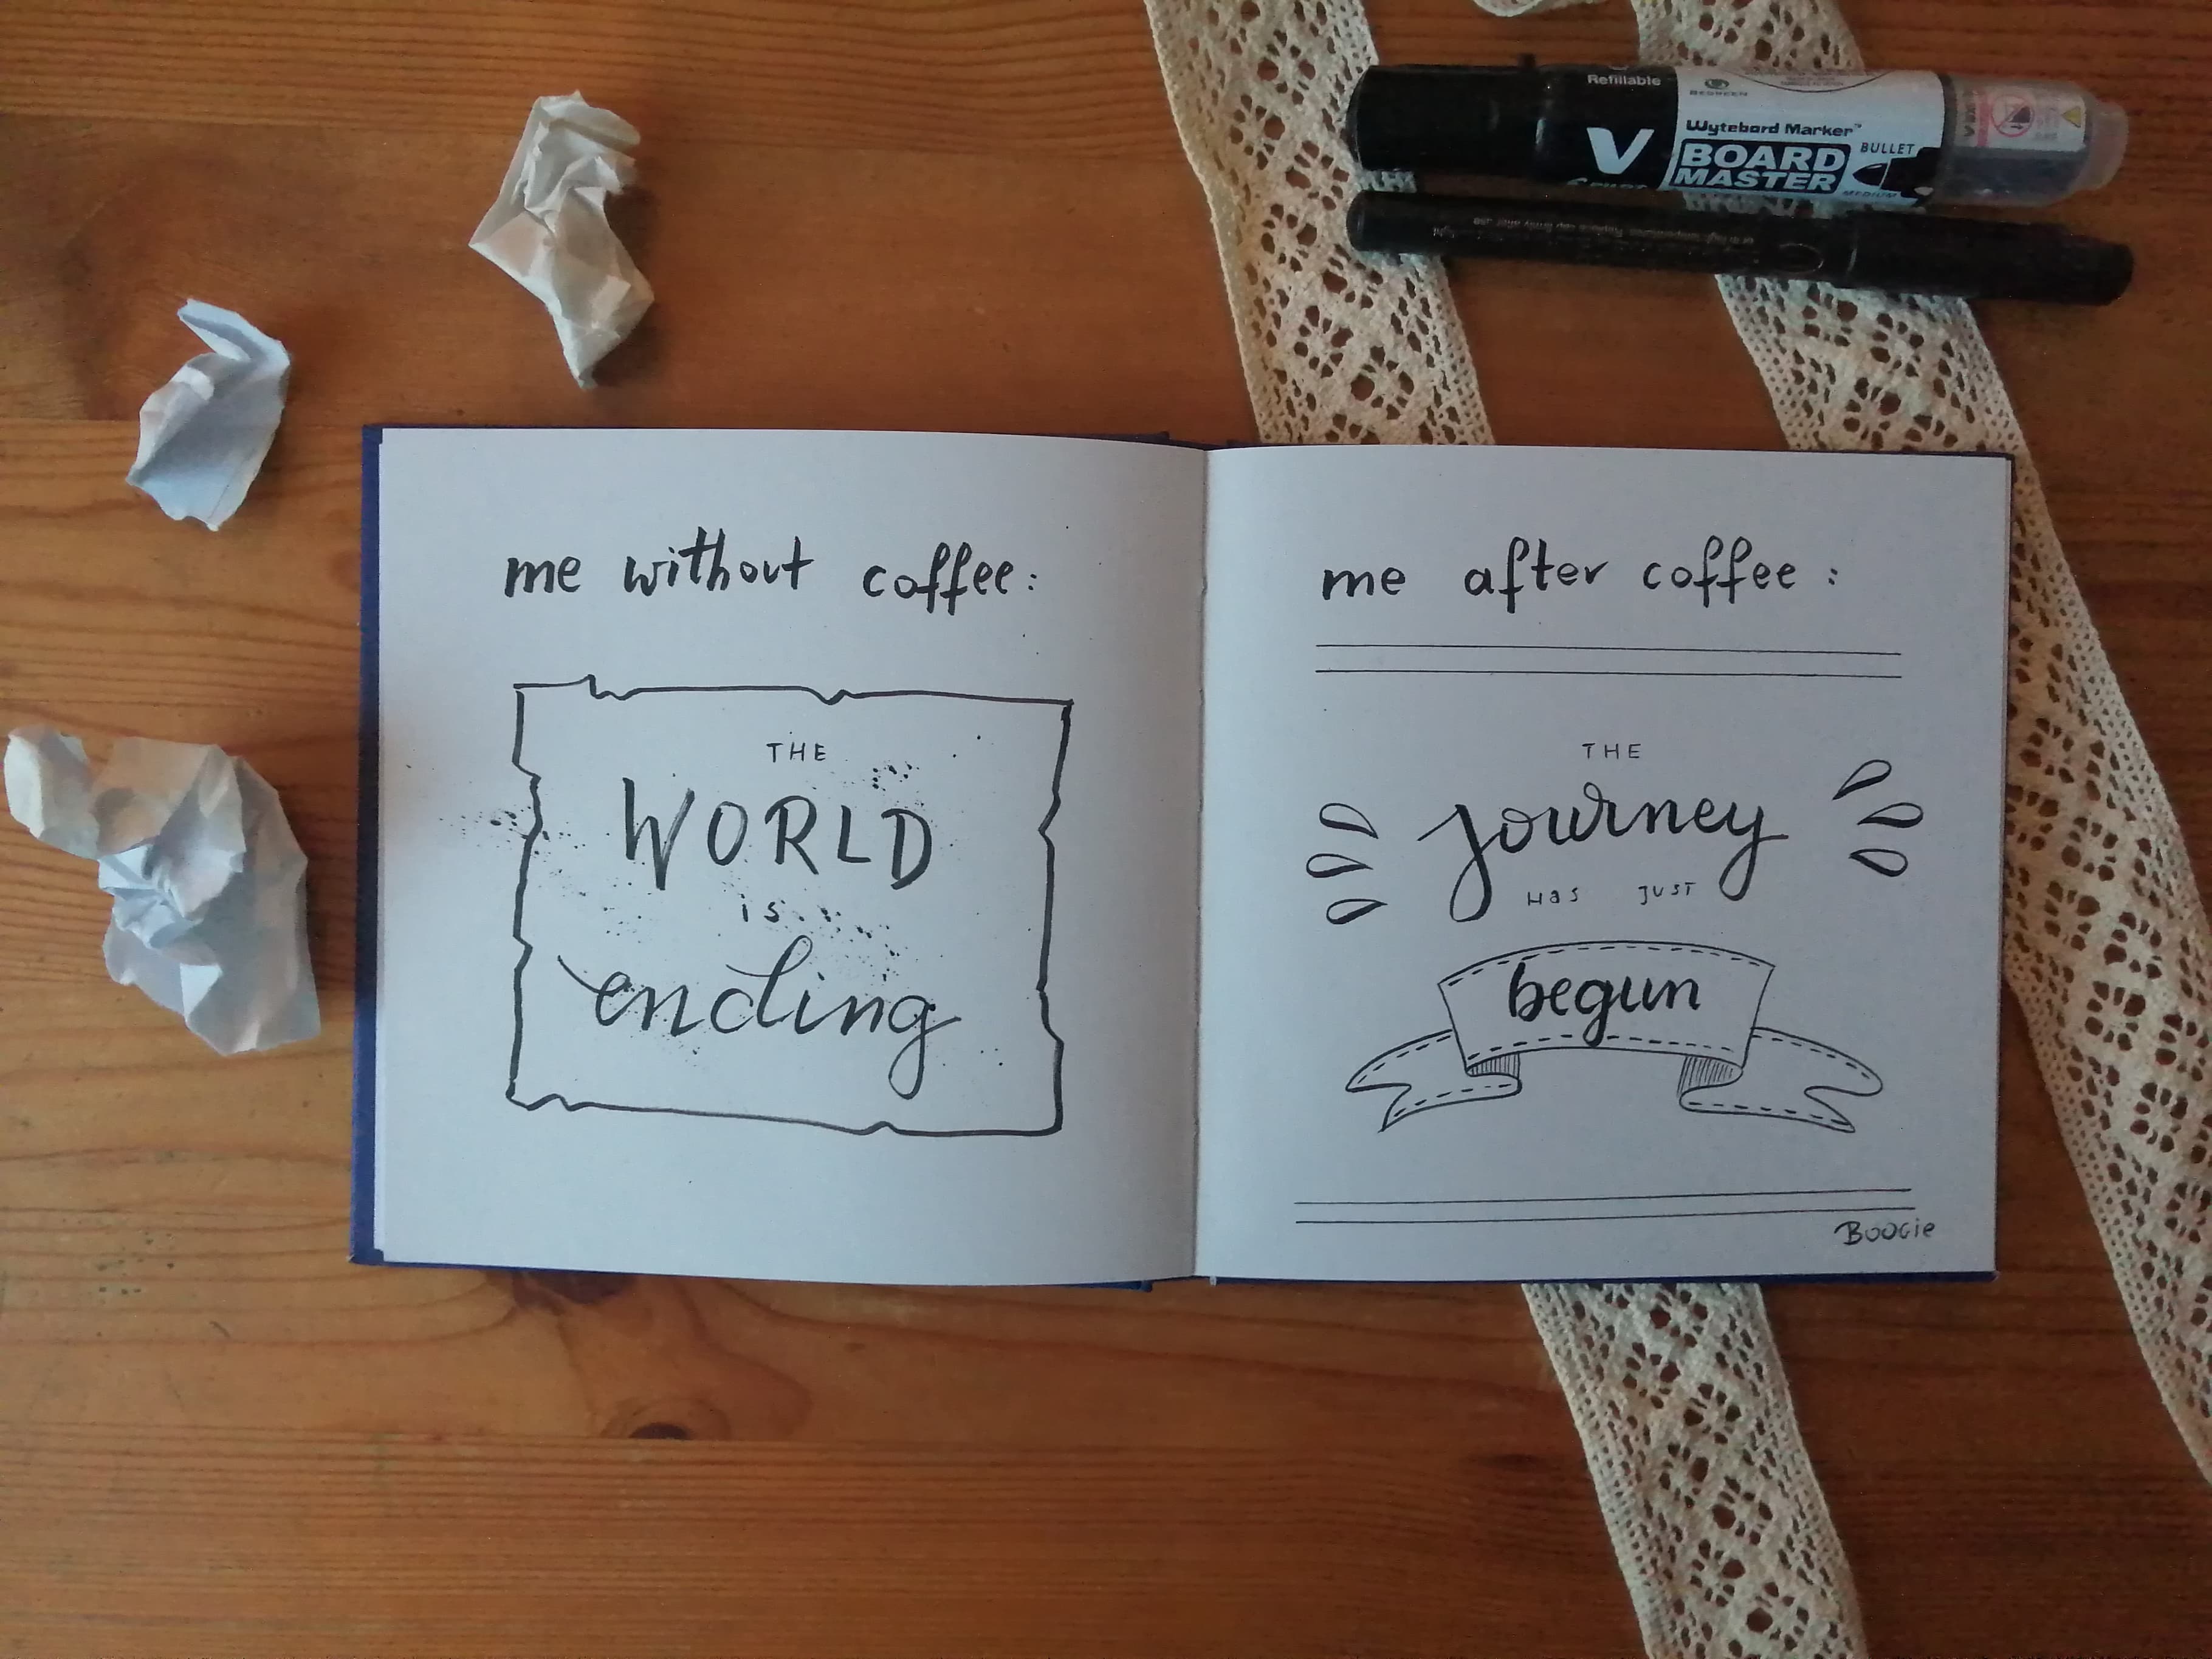 Refillable
BEGREEN
Wytebord Marker™
V BOARD
MASTER
BULLET
MEDIUM
me without coffee:
THE
WORLD
is
ending
me after coffee:
THE
journey
HAS JUST
begun
BOOGIE